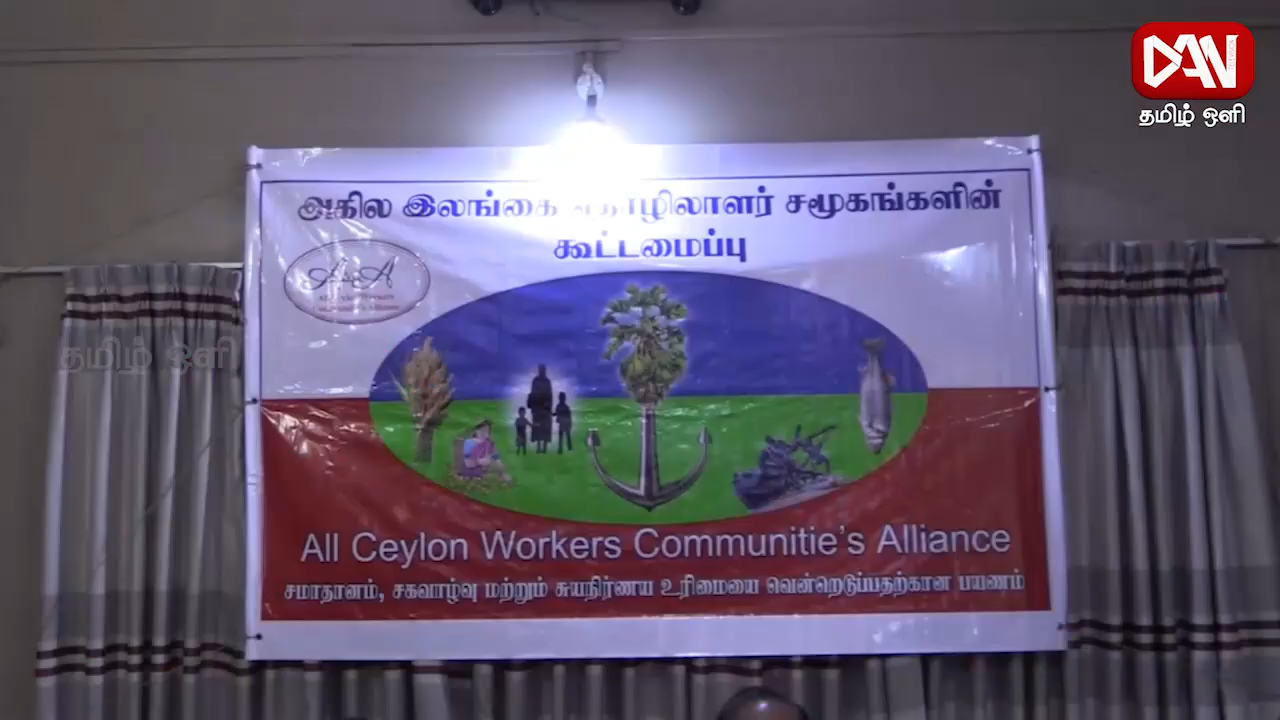 DAN
தமிழ் ஒளி
அகில இலங்கை தொழிலாளர் சமூகங்களின்
கூட்டமைப்பு
தமிழ் ஒளி
All Ceylon Workers Communitie's Alliance
சமாதானம், சகவாழ்வு மற்றும் சுயநிர்ணய உரிமையை வென்றெடுப்பதற்கான பயணம்